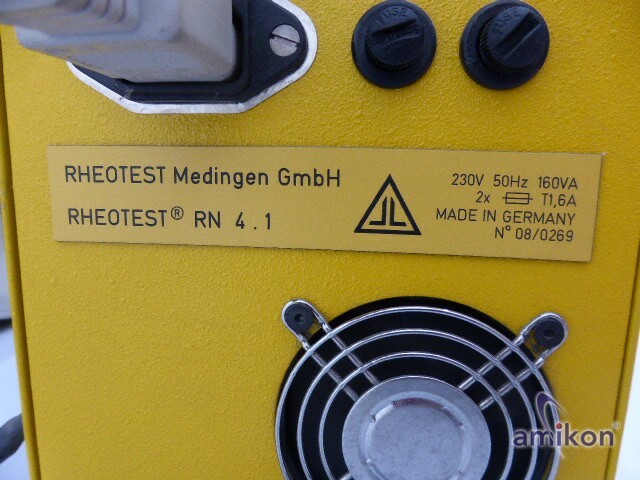 FUSE
FUSE
RHEOTEST Medingen GmbH
RHEOTEST® RN 4.1
230V 50Hz 160VA
2x T1,6A
MADE IN GERMANY
N° 08/0269
amikon